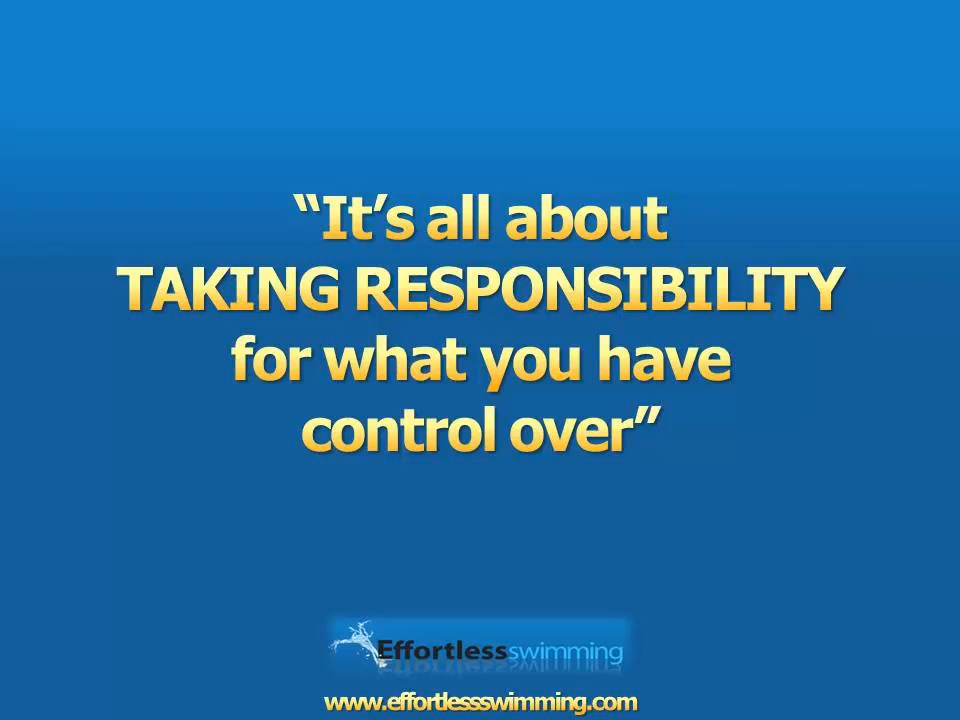 “It’s all about
TAKING RESPONSIBILITY
for what you have
control over”
Effortlessswimming
www.effortlessswimming.com